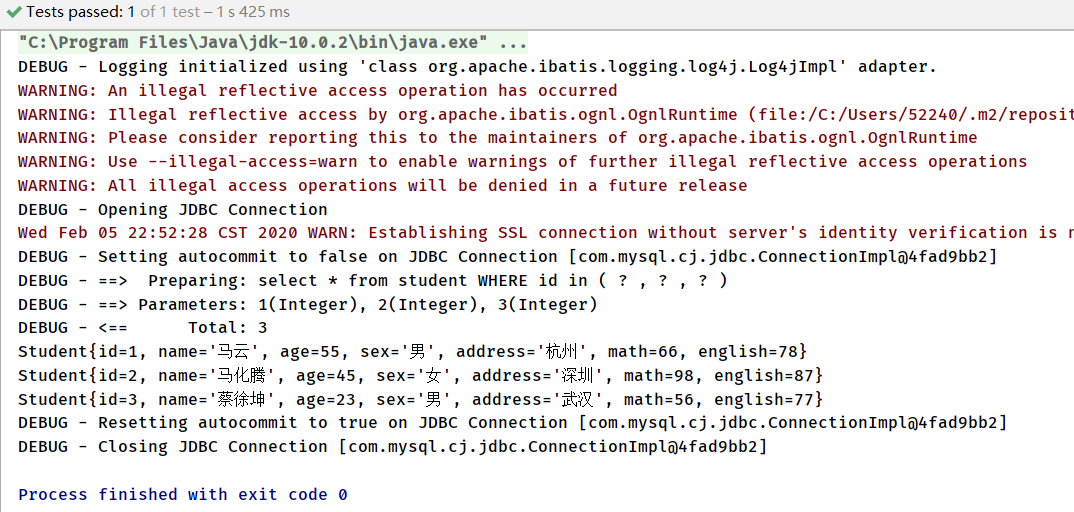 Tests passed: 1 of 1 test – 1 s 425 ms
"C:\Program Files\Java\jdk-10.0.2\bin\java.exe" ...
DEBUG - Logging initialized using 'class org.apache.ibatis.logging.log4j.Log4jImpl' adapter.
WARNING: An illegal reflective access operation has occurred
WARNING: Illegal reflective access by org.apache.ibatis.ognl.OgnlRuntime (file:/C:/Users/52240/.m2/reposit
WARNING: Please consider reporting this to the maintainers of org.apache.ibatis.ognl.OgnlRuntime
WARNING: Use --illegal-access=warn to enable warnings of further illegal reflective access operations
WARNING: All illegal access operations will be denied in a future release
DEBUG - Opening JDBC Connection
Wed Feb 05 22:52:28 CST 2020 WARN: Establishing SSL connection without server's identity verification is
DEBUG - Setting autocommit to false on JDBC Connection [com.mysql.cj.jdbc.ConnectionImpl@4fad9bb2]
DEBUG - ==>  Preparing: select * from student WHERE id in ( ? , ? , ? )
DEBUG - ==> Parameters: 1(Integer), 2(Integer), 3(Integer)
DEBUG - <==      Total: 3
Student{id=1, name='马云', age=55, sex='男', address='杭州', math=66, english=78}
Student{id=2, name='马化腾', age=45, sex='女', address='深圳', math=98, english=87}
Student{id=3, name='蔡徐坤', age=23, sex='男', address='武汉', math=56, english=77}
DEBUG - Resetting autocommit to true on JDBC Connection [com.mysql.cj.jdbc.ConnectionImpl@4fad9bb2]
DEBUG - Closing JDBC Connection [com.mysql.cj.jdbc.ConnectionImpl@4fad9bb2]
Process finished with exit code 0